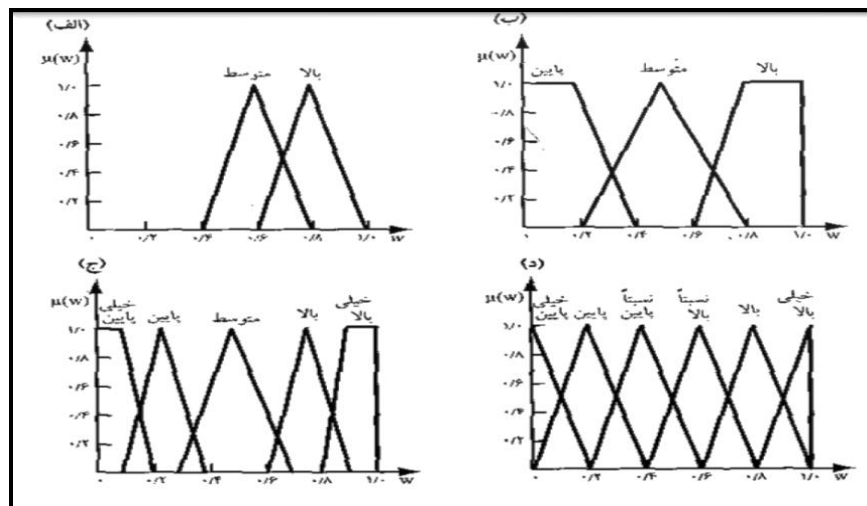 (الف)
μ(w)
متوسط بالا
۱/۰
۰/۸
۰/۶
۰/۴
۰/۲
۰ ۰/۲ ۰/۴ ۰/۶ ۰/۸ ۱/۰ w
(ب)
μ(w)
پایین متوسط بالا
۱/۰
۰/۸
۰/۶
۰/۴
۰/۲
۰ ۰/۲ ۰/۴ ۰/۶ ۰/۸ ۱/۰ w
(ج)
μ(w)
خیلی پایین پایین متوسط بالا خیلی بالا
۱/۰
۰/۸
۰/۶
۰/۴
۰/۲
۰ ۰/۲ ۰/۴ ۰/۶ ۰/۸ ۱/۰ w
(د)
μ(w)
خیلی پایین پایین نسبتاً پایین نسبتاً بالا بالا خیلی بالا
۱/۰
۰/۸
۰/۶
۰/۴
۰/۲
۰ ۰/۲ ۰/۴ ۰/۶ ۰/۸ ۱/۰ w